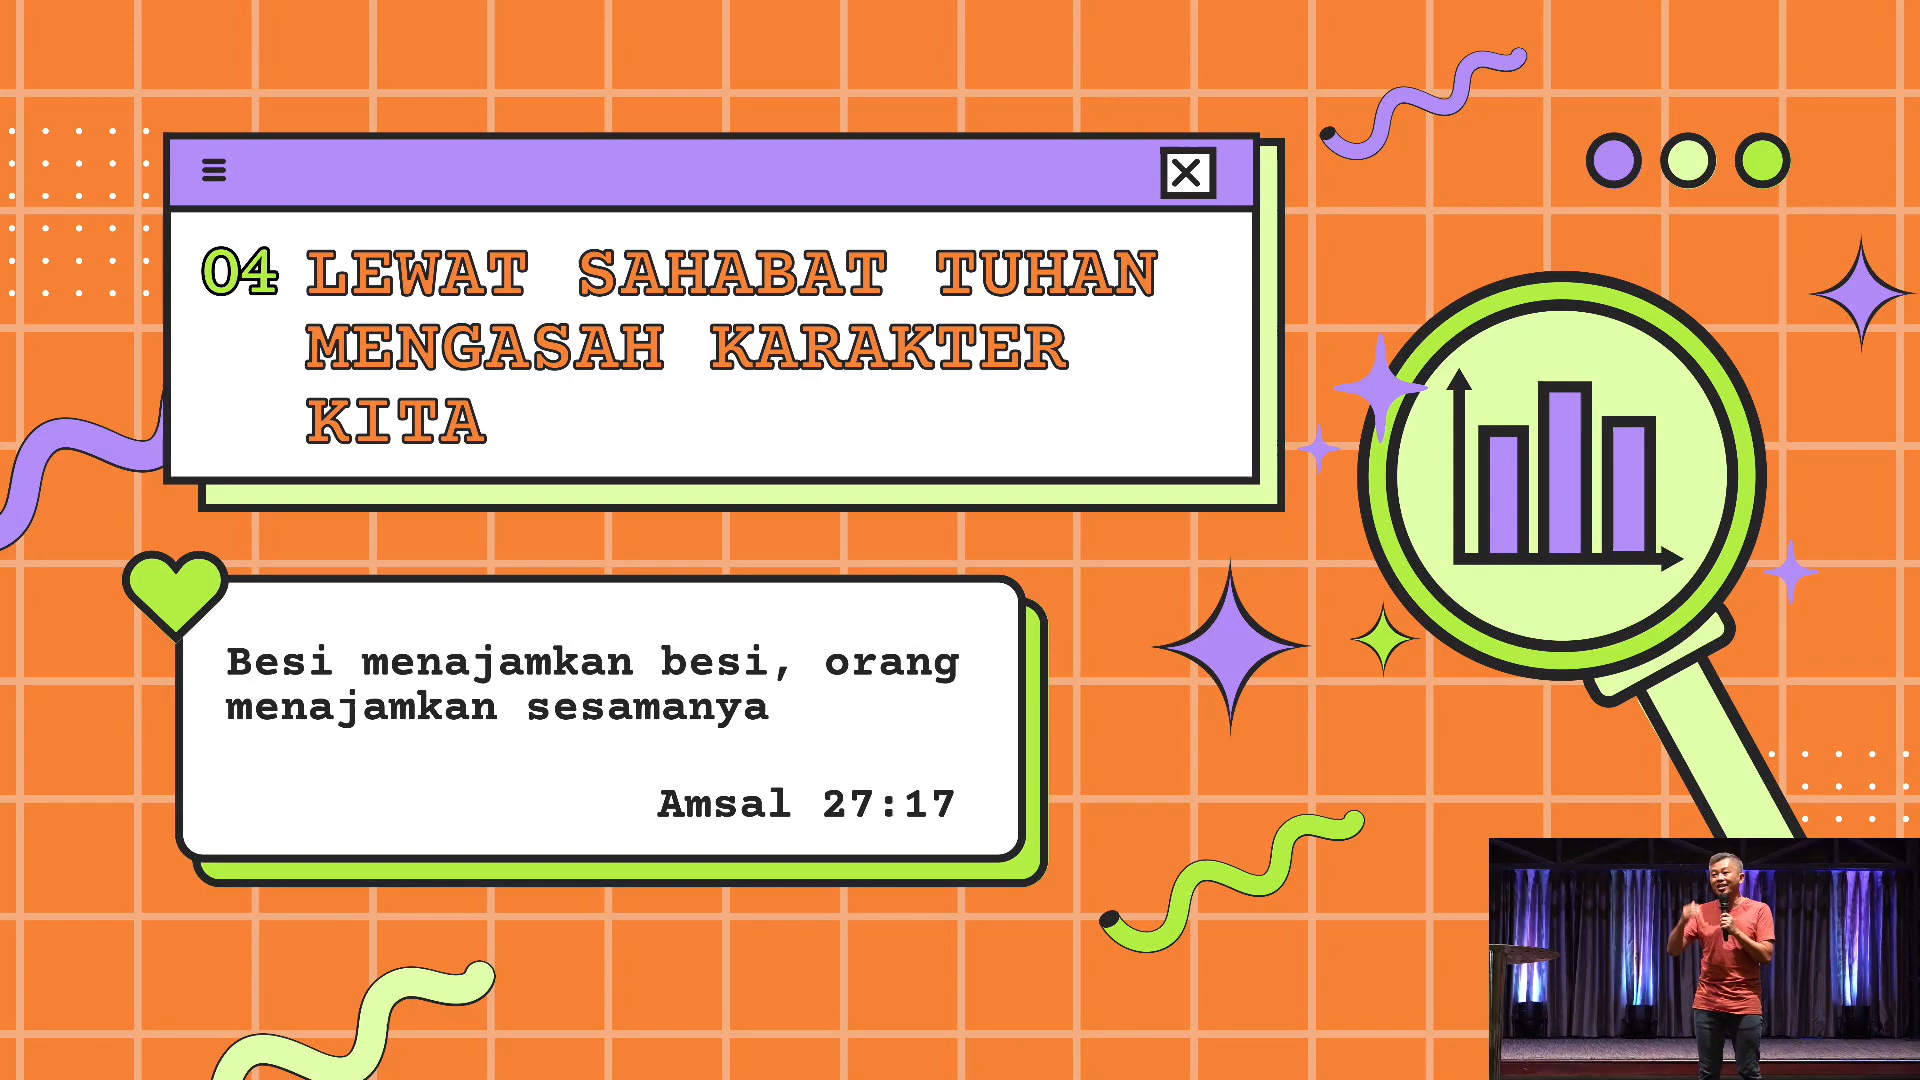 04 LEWAT SAHABAT TUHAN
MENGASAH KARAKTER
KITA
Besi menajamkan besi, orang
menajamkan sesamanya
Amsal 27:17